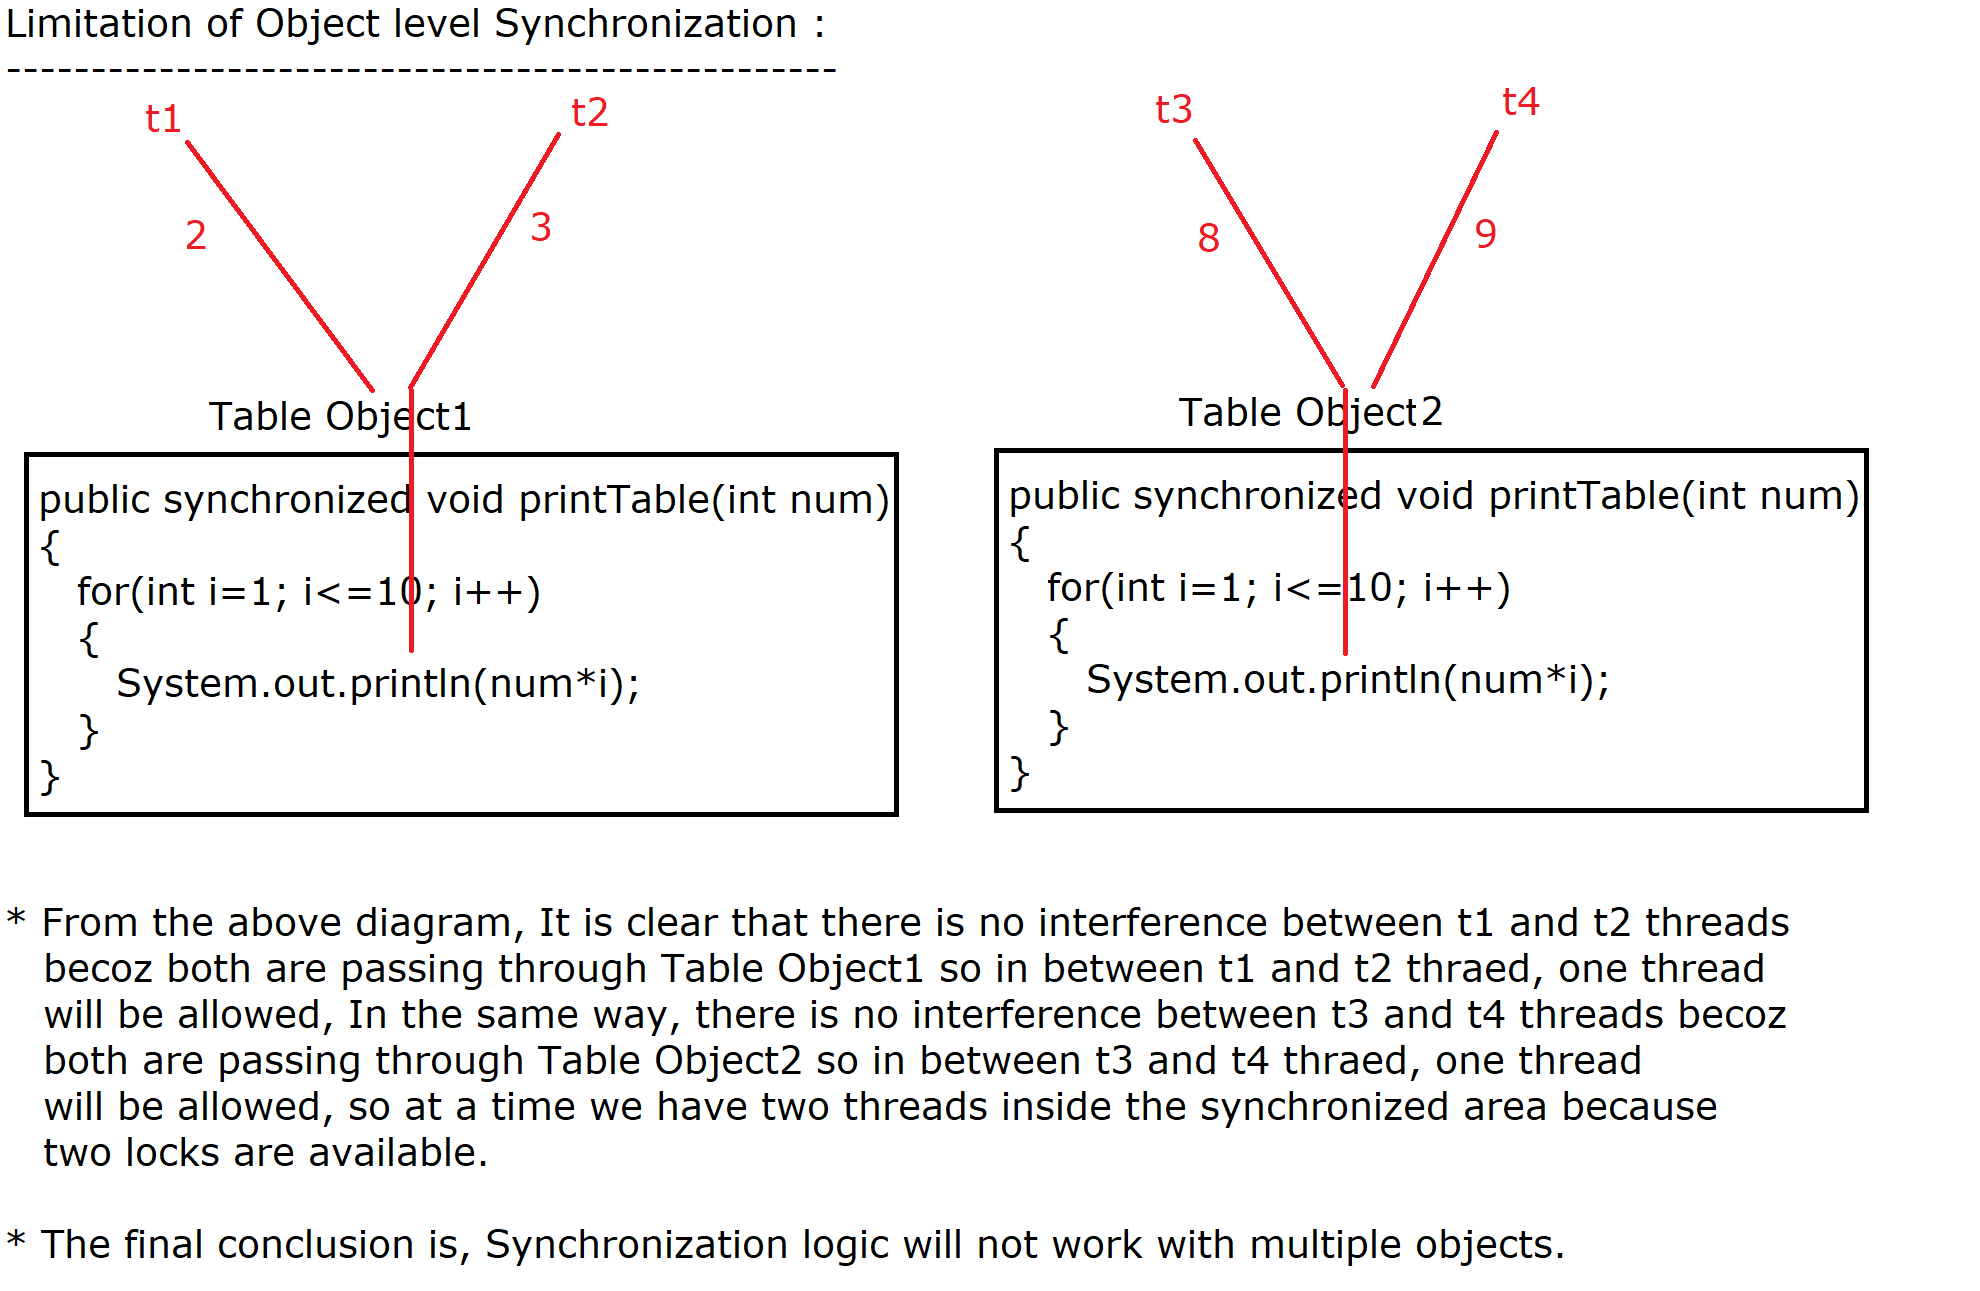 Limitation of Object level Synchronization :
-------------------------------------------------
t1 t2 t3 t4
2 3 8 9
Table Object1
public synchronized void printTable(int num)
{
for(int i=1; i<=10; i++)
{
System.out.println(num*i);
}
}
Table Object2
public synchronized void printTable(int num)
{
for(int i=1; i<=10; i++)
{
System.out.println(num*i);
}
}
* From the above diagram, It is clear that there is no interference between t1 and t2 threads
becoz both are passing through Table Object1 so in between t1 and t2 thraed, one thread
will be allowed, In the same way, there is no interference between t3 and t4 threads becoz
both are passing through Table Object2 so in between t3 and t4 thraed, one thread
will be allowed, so at a time we have two threads inside the synchronized area because
two locks are available.
* The final conclusion is, Synchronization logic will not work with multiple objects.